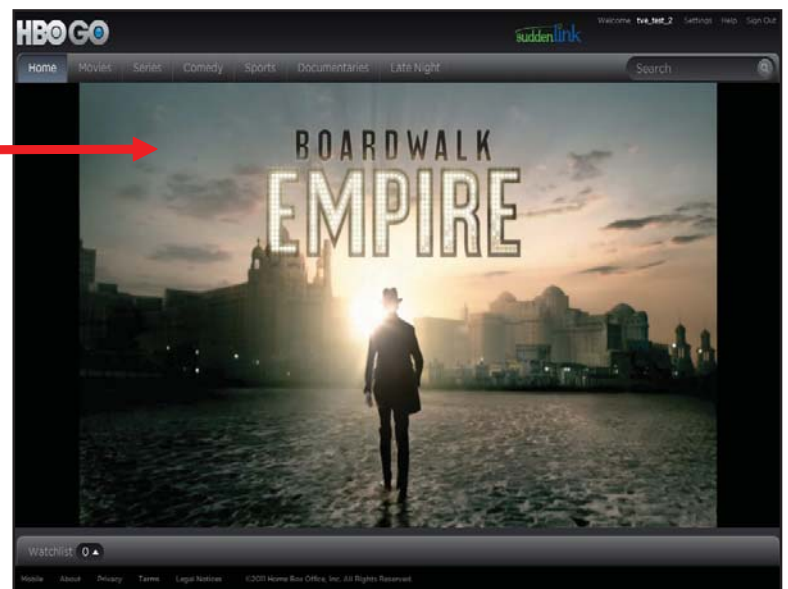 HBO GO
suddenlink
Welcome tve_test_2 Settings Help Sign Out
Home Movies Series Comedy Sports Documentaries Late Night Search
BOARDWALK
EMPIRE
Watchlist 0
Mobile About Privacy Terms Legal Notices ©2011 Home Box Office, Inc. All Rights Reserved.